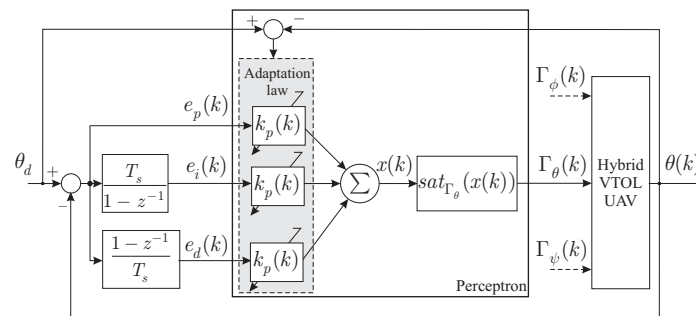 +
−
Adaptation
law
e_p(k)
k_p(k)
Γ_ϕ(k)
θ_d
+
−
T_s
1 − z^{-1}
e_i(k)
k_p(k)
Σ
x(k)
sat_{Γ_θ}(x(k))
Γ_θ(k)
Hybrid
VTOL
UAV
θ(k)
1 − z^{-1}
T_s
e_d(k)
k_p(k)
Γ_ψ(k)
Perceptron